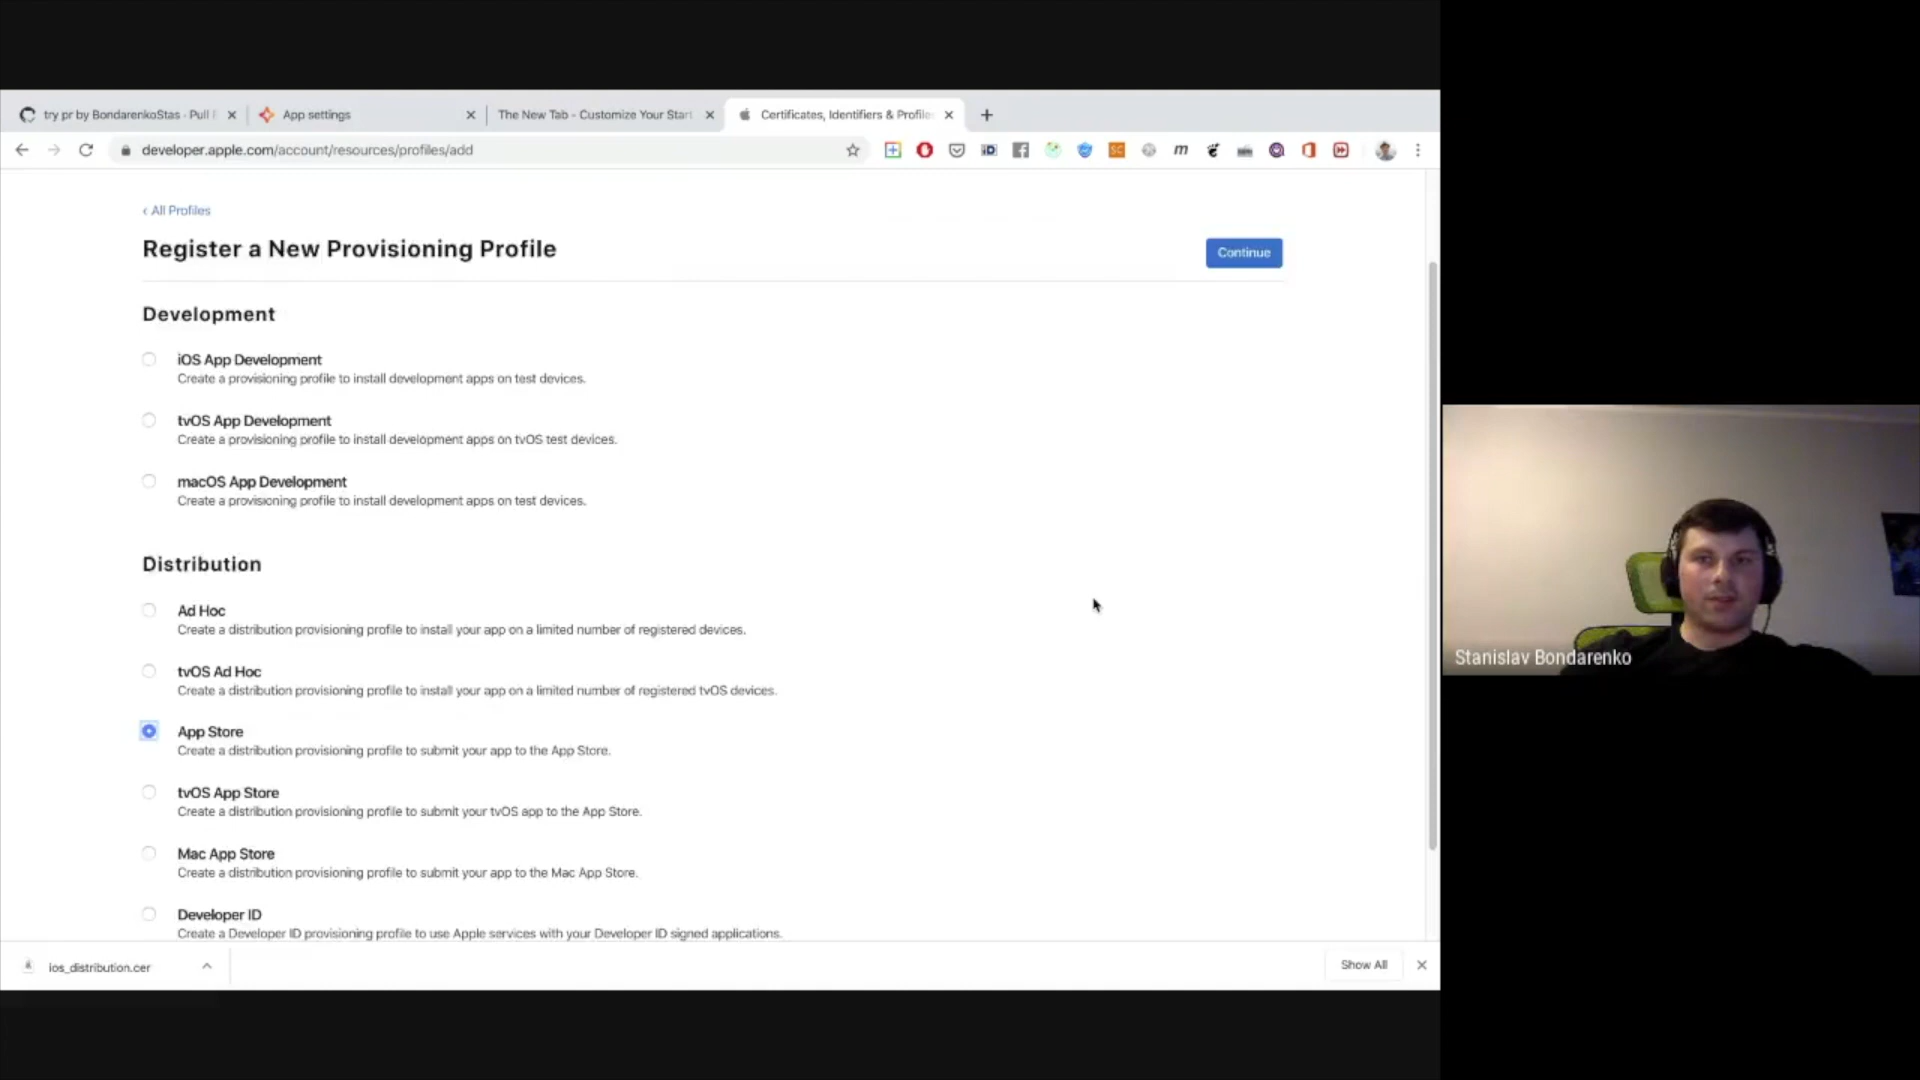 try pr by BondarenkoStas · Pull
App settings
The New Tab - Customize Your Start
Certificates, Identifiers & Profile
developer.apple.com/account/resources/profiles/add
‹ All Profiles
Register a New Provisioning Profile
Continue
Development
iOS App Development
Create a provisioning profile to install development apps on test devices.
tvOS App Development
Create a provisioning profile to install development apps on tvOS test devices.
macOS App Development
Create a provisioning profile to install development apps on test devices.
Distribution
Ad Hoc
Create a distribution provisioning profile to install your app on a limited number of registered devices.
tvOS Ad Hoc
Create a distribution provisioning profile to install your app on a limited number of registered tvOS devices.
App Store
Create a distribution provisioning profile to submit your app to the App Store.
tvOS App Store
Create a distribution provisioning profile to submit your tvOS app to the App Store.
Mac App Store
Create a distribution provisioning profile to submit your app to the Mac App Store.
Developer ID
Create a Developer ID provisioning profile to use Apple services with your Developer ID signed applications.
ios_distribution.cer
Show All
Stanislav Bondarenko